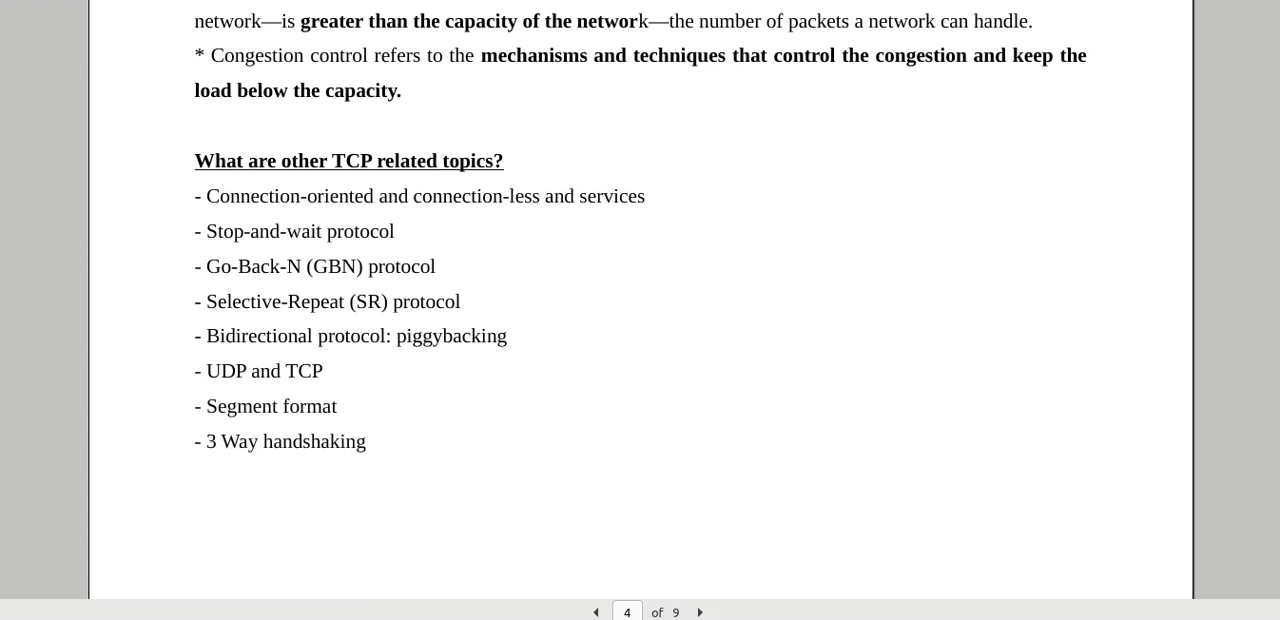 network—is greater than the capacity of the network—the number of packets a network can handle.
* Congestion control refers to the mechanisms and techniques that control the congestion and keep the
load below the capacity.
What are other TCP related topics?
- Connection-oriented and connection-less and services
- Stop-and-wait protocol
- Go-Back-N (GBN) protocol
- Selective-Repeat (SR) protocol
- Bidirectional protocol: piggybacking
- UDP and TCP
- Segment format
- 3 Way handshaking
4 of 9